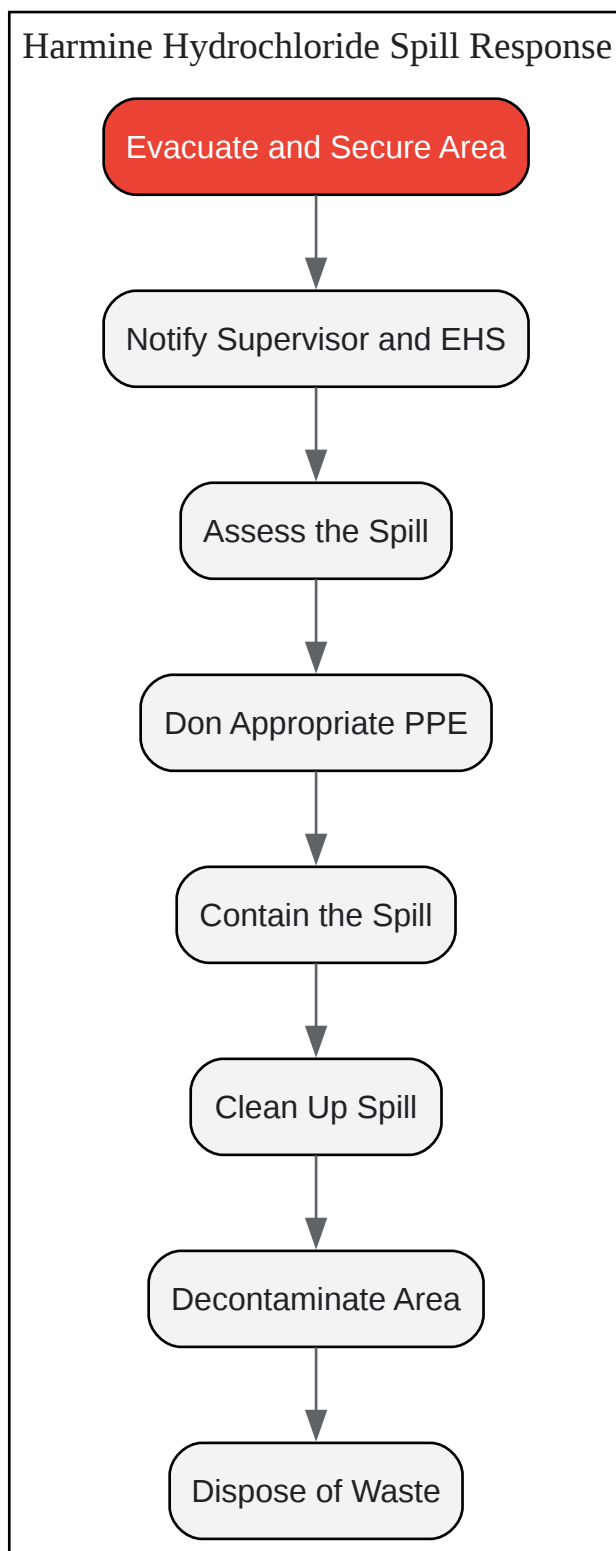 Harmine Hydrochloride Spill Response
Evacuate and Secure Area
Notify Supervisor and EHS
Assess the Spill
Don Appropriate PPE
Contain the Spill
Clean Up Spill
Decontaminate Area
Dispose of Waste